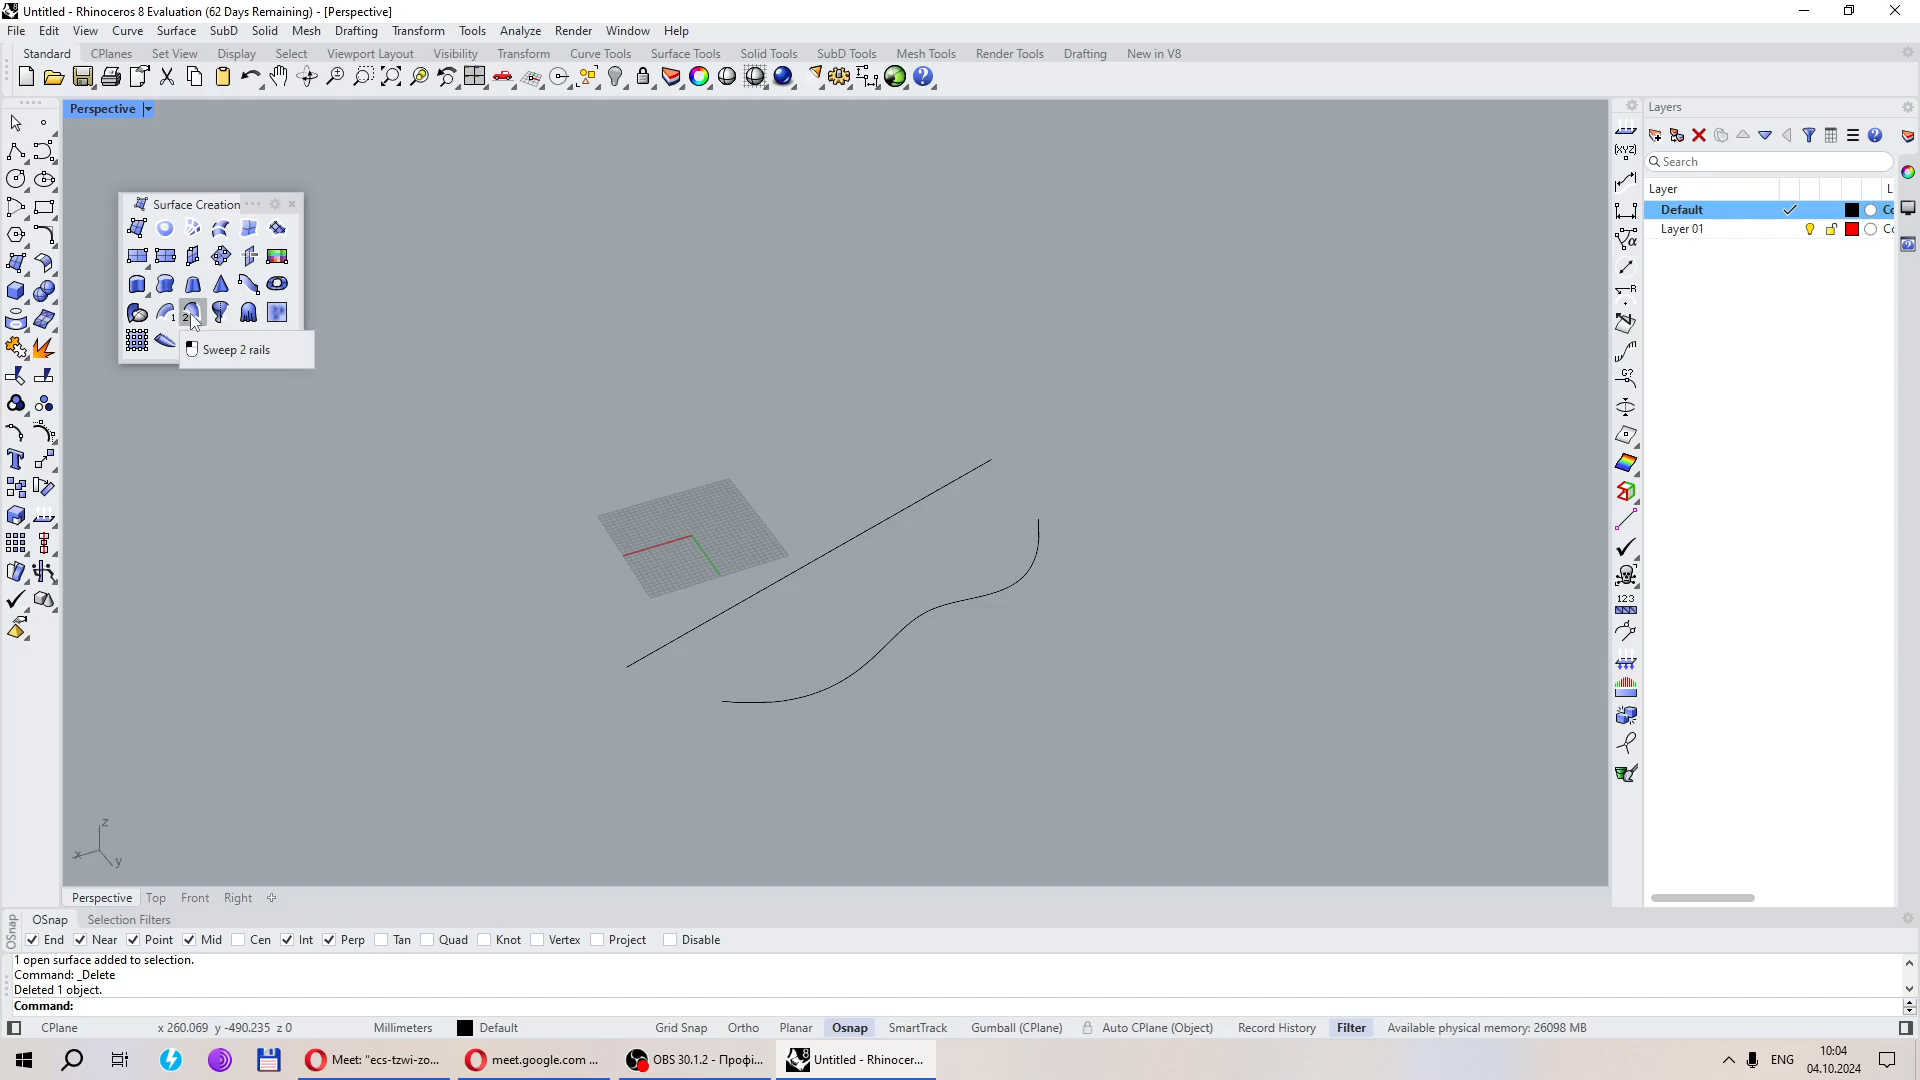 Untitled - Rhinoceros 8 Evaluation (62 Days Remaining) - [Perspective]
File Edit View Curve Surface SubD Solid Mesh Drafting Transform Tools Analyze Render Window Help
Standard CPlanes Set View Display Select Viewport Layout Visibility Transform Curve Tools Surface Tools Solid Tools SubD Tools Mesh Tools Render Tools Drafting New in V8
Perspective
Layers
Search
Layer L
Default Cc
Layer 01 Cc
Surface Creation
1 2
Sweep 2 rails
(XYZ)
R
G?
123
z
x y
Perspective Top Front Right
OSnap
OSnap Selection Filters
End Near Point Mid Cen Int Perp Tan Quad Knot Vertex Project Disable
1 open surface added to selection.
Command: _Delete
Deleted 1 object.
Command:
CPlane x 260.069 y -490.235 z 0 Millimeters Default Grid Snap Ortho Planar Osnap SmartTrack Gumball (CPlane) Auto CPlane (Object) Record History Filter Available physical memory: 26098 MB
Meet: "ecs-tzwi-zo... meet.google.com ... OBS 30.1.2 - Профі... Untitled - Rhinocer... ENG 10:04
04.10.2024